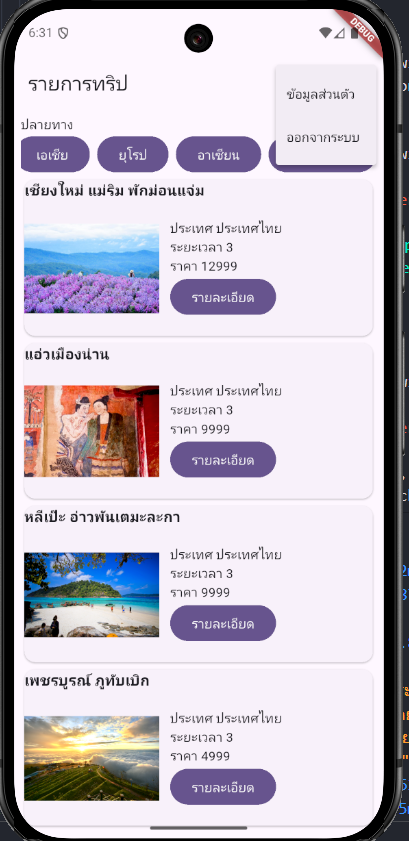 6:31
DEBUG
รายการทริป
ข้อมูลส่วนตัว
ออกจากระบบ
ปลายทาง
เอเชีย
ยุโรป
อาเซียน
เชียงใหม่ แม่ริม พักม่อนแจ่ม
ประเทศ ประเทศไทย
ระยะเวลา 3
ราคา 12999
รายละเอียด
แอ่วเมืองน่าน
ประเทศ ประเทศไทย
ระยะเวลา 3
ราคา 9999
รายละเอียด
หลีเป๊ะ อ่าวพันเตมะละกา
ประเทศ ประเทศไทย
ระยะเวลา 3
ราคา 9999
รายละเอียด
เพชรบูรณ์ ภูทับเบิก
ประเทศ ประเทศไทย
ระยะเวลา 3
ราคา 4999
รายละเอียด